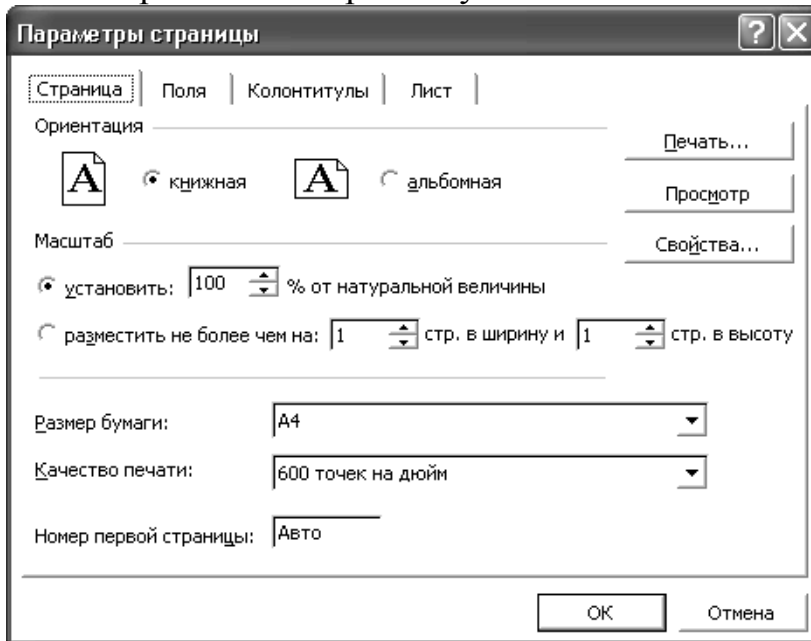 Параметры страницы
Страница Поля Колонтитулы Лист
Ориентация
Печать...
A книжная A альбомная
Просмотр
Масштаб
Свойства...
установить: 100 % от натуральной величины
разместить не более чем на: 1 стр. в ширину и 1 стр. в высоту
Размер бумаги: A4
Качество печати: 600 точек на дюйм
Номер первой страницы: Авто
ОК Отмена